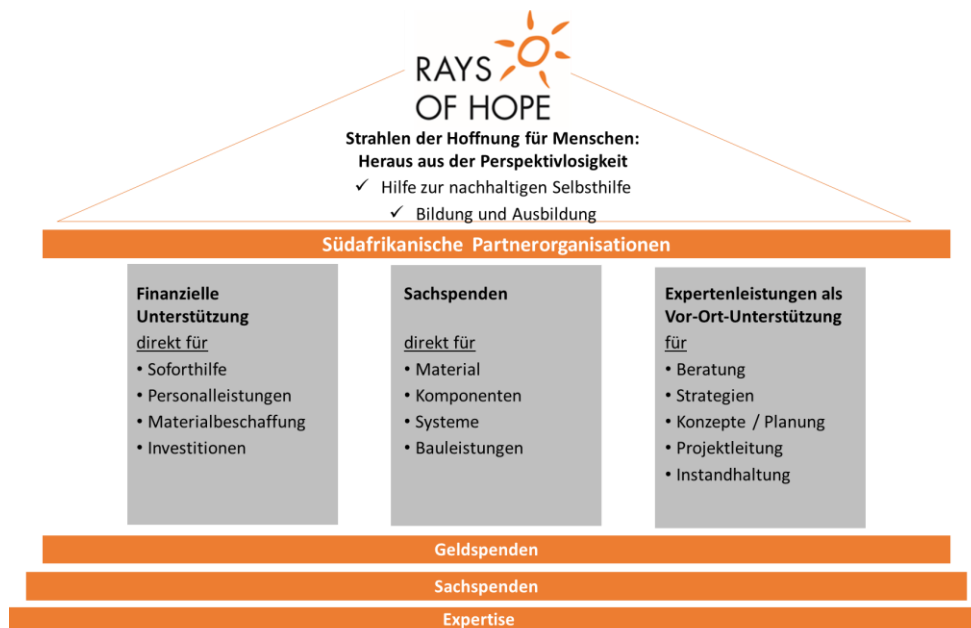 RAYS
OF HOPE
Strahlen der Hoffnung für Menschen:
Heraus aus der Perspektivlosigkeit
✓ Hilfe zur nachhaltigen Selbsthilfe
✓ Bildung und Ausbildung
Südafrikanische Partnerorganisationen
Finanzielle
Unterstützung
direkt für
• Soforthilfe
• Personalleistungen
• Materialbeschaffung
• Investitionen
Sachspenden
direkt für
• Material
• Komponenten
• Systeme
• Bauleistungen
Expertenleistungen als
Vor-Ort-Unterstützung
für
• Beratung
• Strategien
• Konzepte / Planung
• Projektleitung
• Instandhaltung
Geldspenden
Sachspenden
Expertise